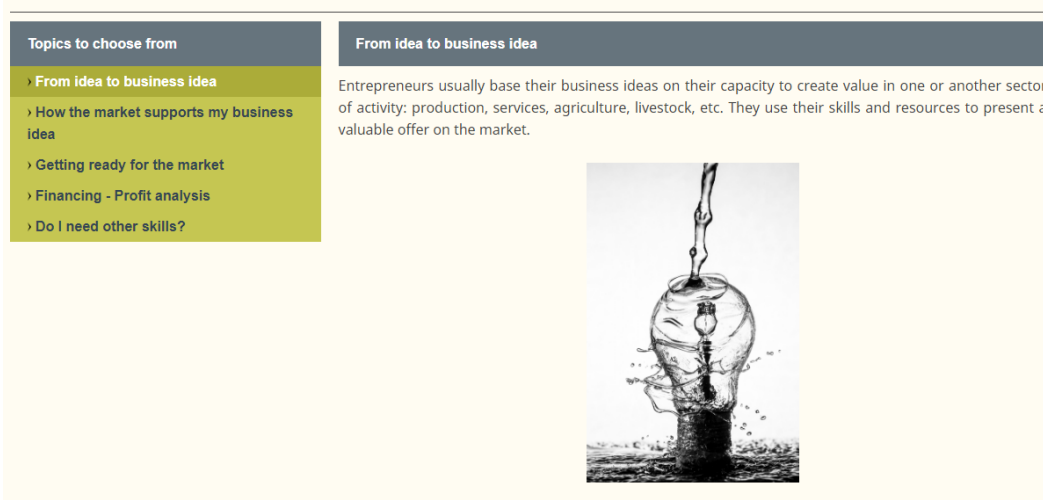 Topics to choose from
› From idea to business idea
› How the market supports my business
idea
› Getting ready for the market
› Financing - Profit analysis
› Do I need other skills?
From idea to business idea
Entrepreneurs usually base their business ideas on their capacity to create value in one or another
of activity: production, services, agriculture, livestock, etc. They use their skills and resources to present
valuable offer on the market.